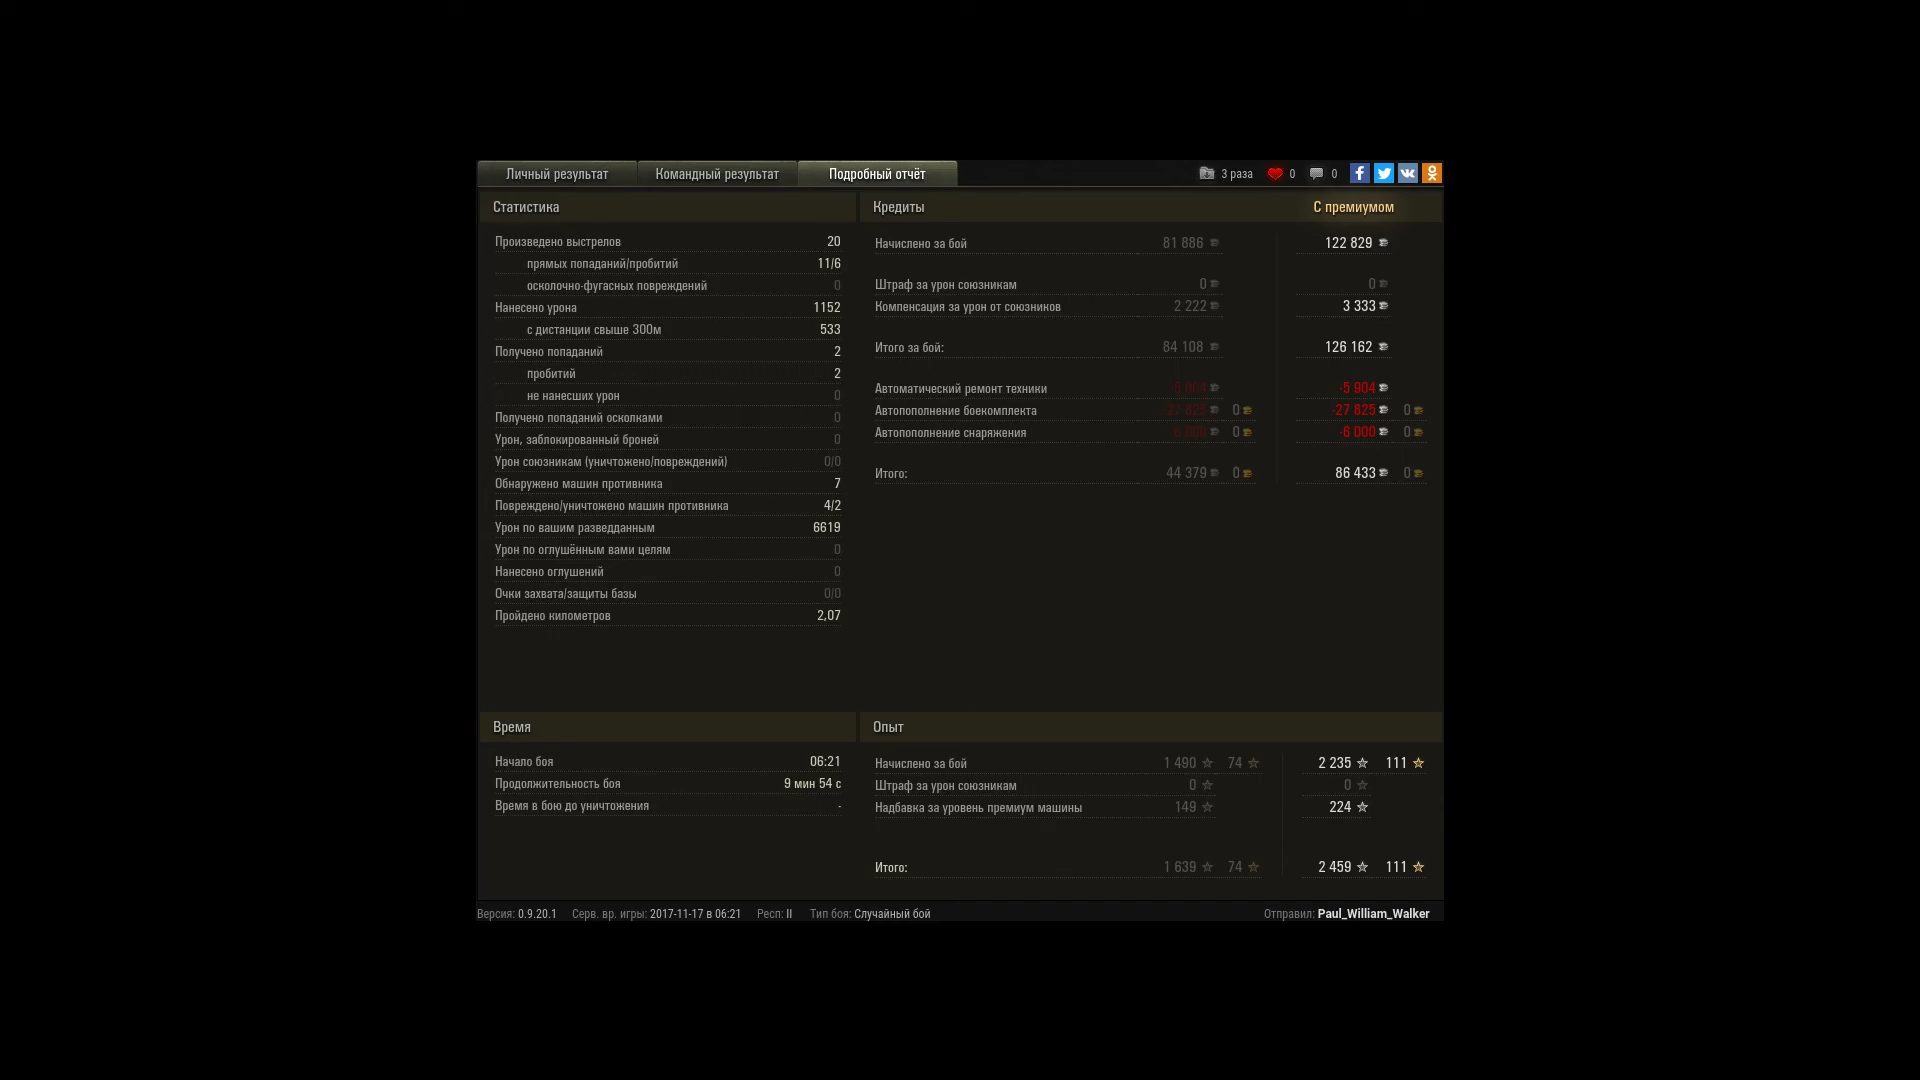 Личный результат Командный результат Подробный отчёт 3 раза 0 0
Статистика
Произведено выстрелов 20
прямых попаданий/пробитий 11/6
осколочно-фугасных повреждений 0
Нанесено урона 1152
с дистанции свыше 300м 533
Получено попаданий 2
пробитий 2
не нанесших урон 0
Получено попаданий осколками 0
Урон, заблокированный броней 0
Урон союзникам (уничтожено/повреждений) 0/0
Обнаружено машин противника 7
Повреждено/уничтожено машин противника 4/2
Урон по вашим разведданным 6619
Урон по оглушённым вами целям 0
Нанесено оглушений 0
Очки захвата/защиты базы 0/0
Пройдено километров 2,07
Кредиты С премиумом
Начислено за бой 81 886 122 829
Штраф за урон союзникам 0 0
Компенсация за урон от союзников 2 222 3 333
Итого за бой: 84 108 126 162
Автоматический ремонт техники -5 904 -5 904
Автопополнение боекомплекта -27 825 0 -27 825 0
Автопополнение снаряжения -6 000 0 -6 000 0
Итого: 44 379 0 86 433 0
Время
Начало боя 06:21
Продолжительность боя 9 мин 54 с
Время в бою до уничтожения -
Опыт
Начислено за бой 1 490 74 2 235 111
Штраф за урон союзникам 0 0
Надбавка за уровень премиум машины 149 224
Итого: 1 639 74 2 459 111
Версия: 0.9.20.1 Серв. вр. игры: 2017-11-17 в 06:21 Респ: II Тип боя: Случайный бой Отправил: Paul_William_Walker